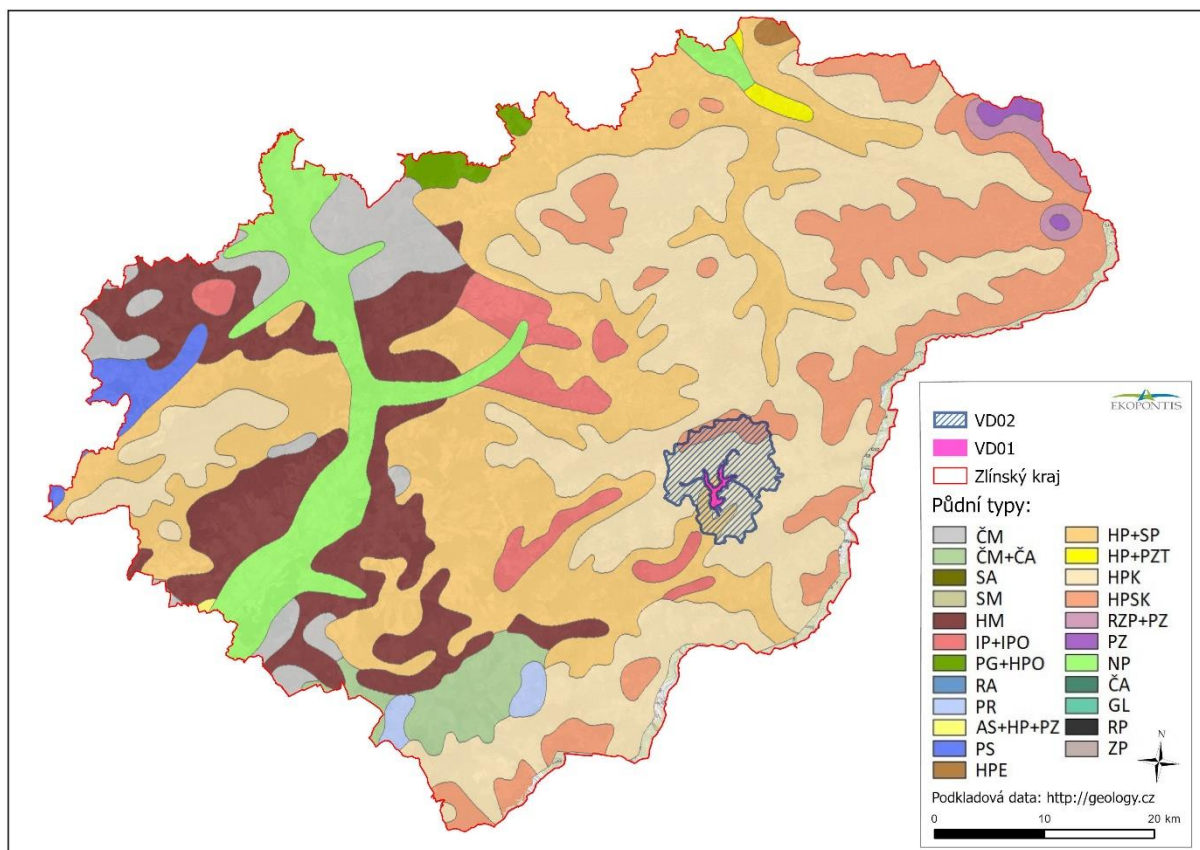 EKOPONTIS
VD02
VD01
Zlínský kraj
Půdní typy:
ČM
ČM+ČA
SA
SM
HM
IP+IPO
PG+HPO
RA
PR
AS+HP+PZ
PS
HPE
HP+SP
HP+PZT
HPK
HPSK
RZP+PZ
PZ
NP
ČA
GL
RP
ZP
N
Podkladová data: http://geology.cz
0 10 20 km